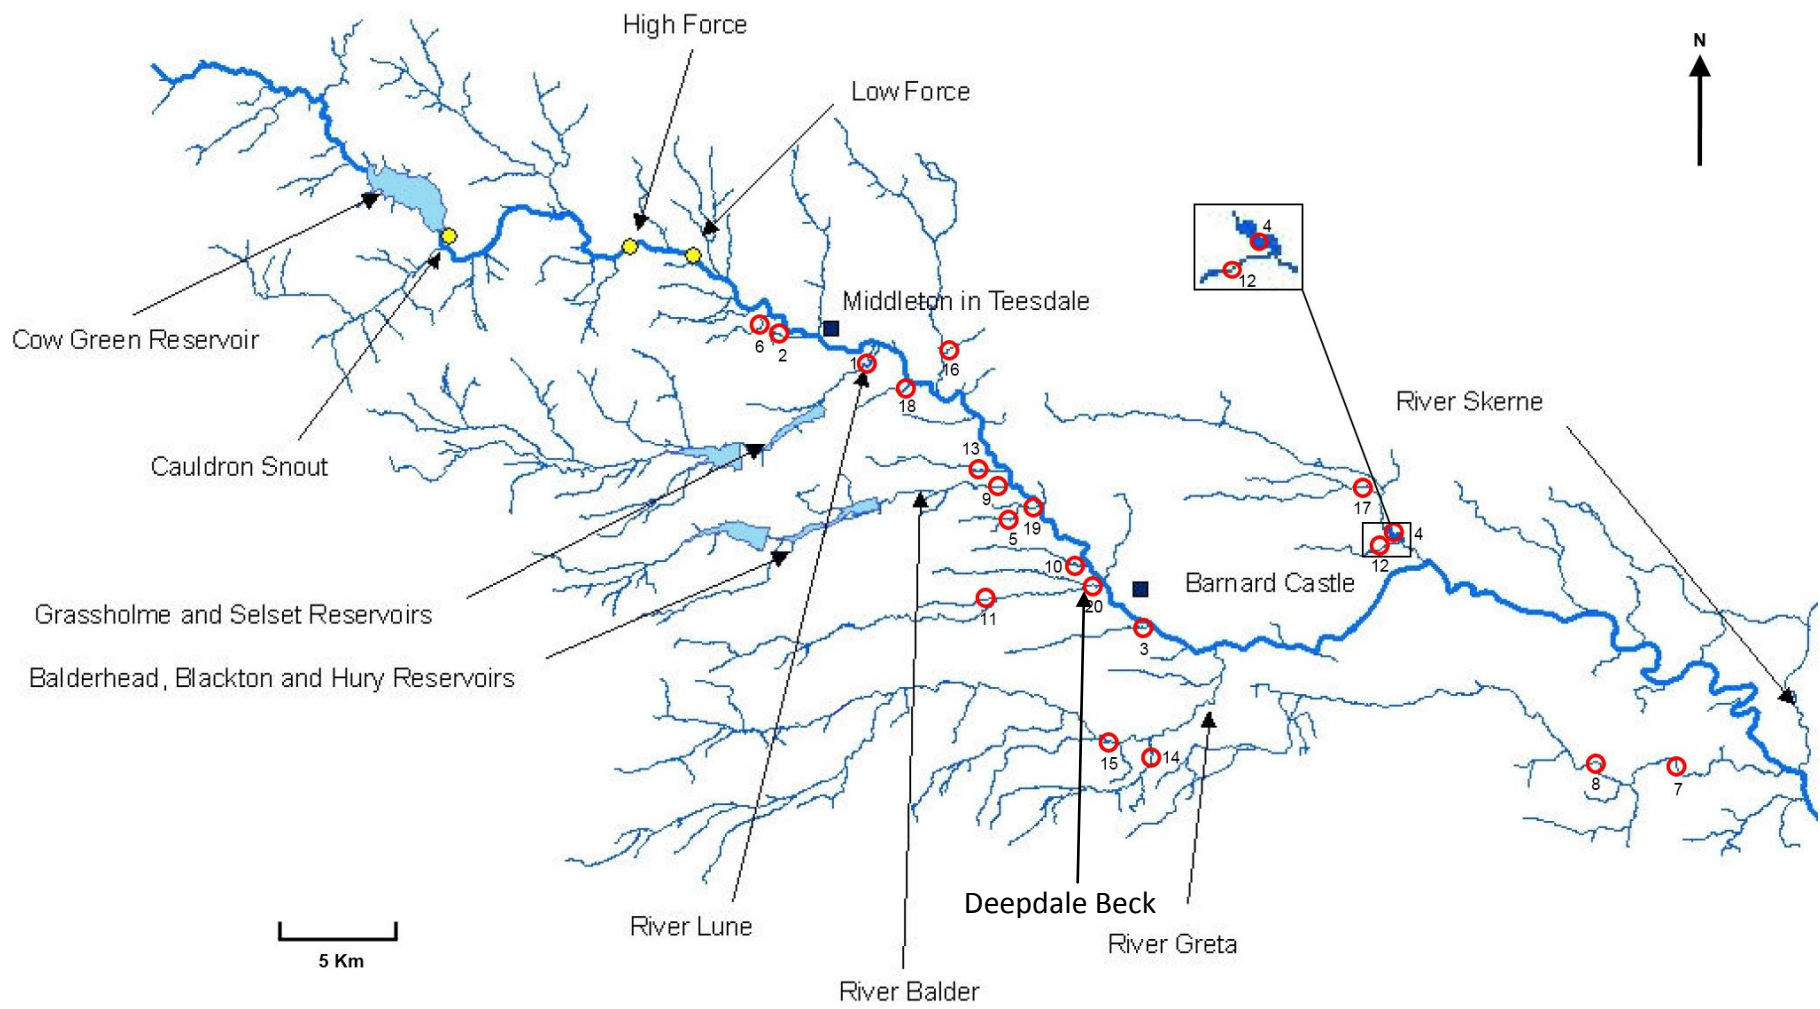 High Force
N
Low Force
4
12
Middleton in Teesdale
Cow Green Reservoir
6
2
1
16
18
River Skerne
Cauldron Snout
13
9
17
19
5
4
12
10
Barnard Castle
20
11
Grassholme and Selset Reservoirs
3
Balderhead, Blackton and Hury Reservoirs
15
14
8
7
Deepdale Beck
River Lune
River Greta
5 Km
River Balder